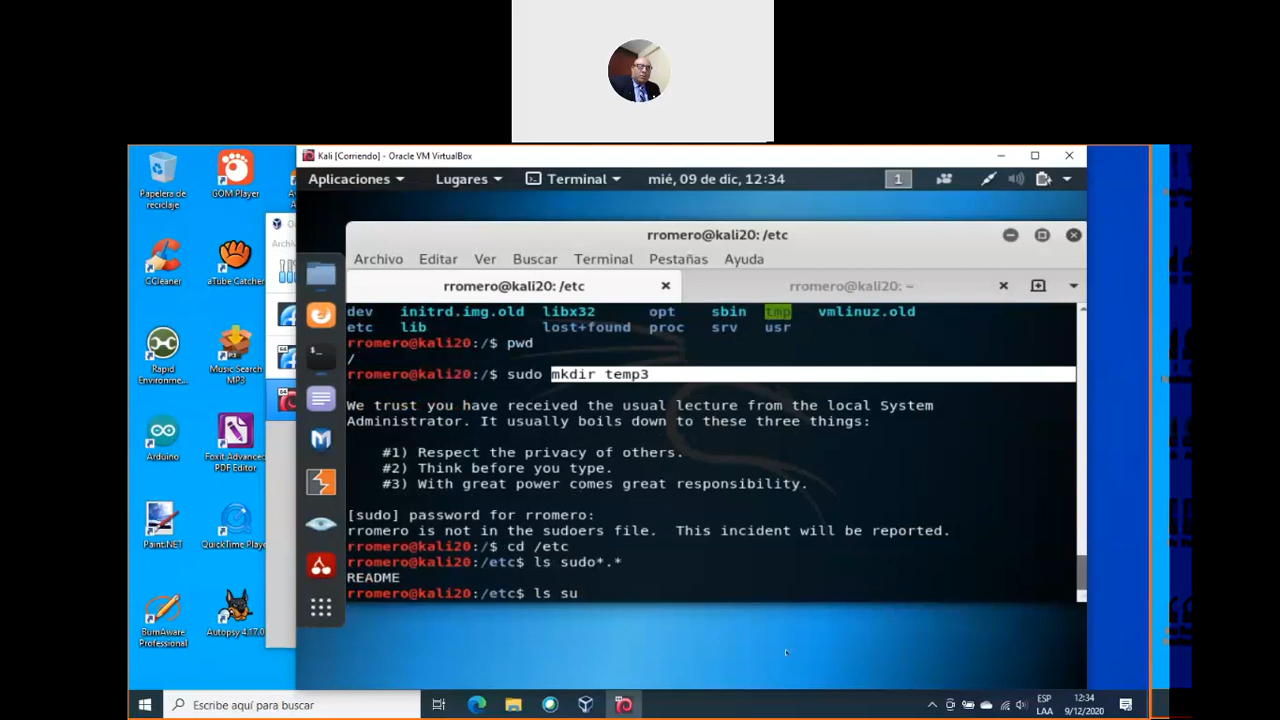 Kali [Corriendo] - Oracle VM VirtualBox
Aplicaciones Lugares Terminal mié, 09 de dic, 12:34 1
rromero@kali20: /etc
Archivo Editar Ver Buscar Terminal Pestañas Ayuda
rromero@kali20: /etc rromero@kali20: ~
dev initrd.img.old libx32 opt sbin tmp vmlinuz.old
etc lib lost+found proc srv usr
rromero@kali20:/$ pwd
/
rromero@kali20:/$ sudo mkdir temp3
We trust you have received the usual lecture from the local System
Administrator. It usually boils down to these three things:
#1) Respect the privacy of others.
#2) Think before you type.
#3) With great power comes great responsibility.
[sudo] password for rromero:
rromero is not in the sudoers file. This incident will be reported.
rromero@kali20:/$ cd /etc
rromero@kali20:/etc$ ls sudo*.*
README
rromero@kali20:/etc$ ls su
Papelera de
reciclaje
GOM Player
CCleaner
aTube Catcher
Rapid
Environme...
Music Search
MP3
Arduino
Foxit Advanced
PDF Editor
Paint.NET
QuickTime Player
BurnAware
Professional
Autopsy 4.17.0
Escribe aquí para buscar
ESP
LAA
12:34
9/12/2020